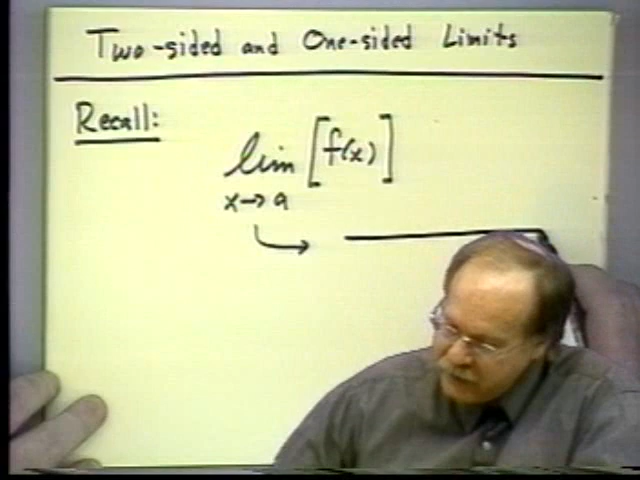 Two-sided and One-sided Limits
Recall:
lim [f(x)]
x→a